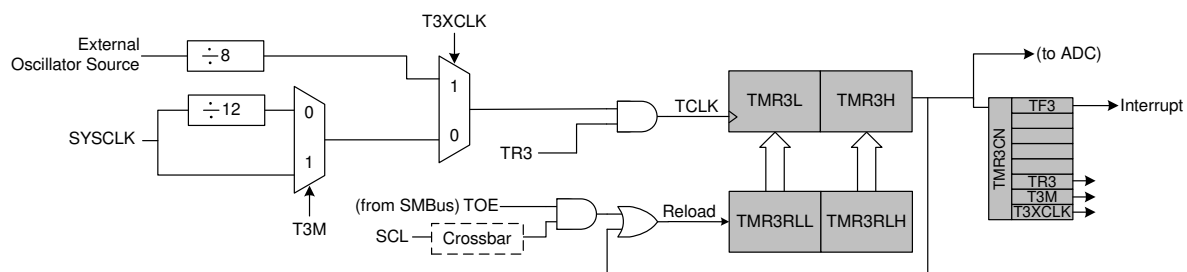 T3XCLK
External
Oscillator Source
÷8
1
0
÷12
0
1
SYSCLK
T3M
TR3
TCLK
TMR3L
TMR3H
(to ADC)
TMR3CN
TF3
Interrupt
TR3
T3M
T3XCLK
(from SMBus) TOE
SCL
Crossbar
Reload
TMR3RLL
TMR3RLH